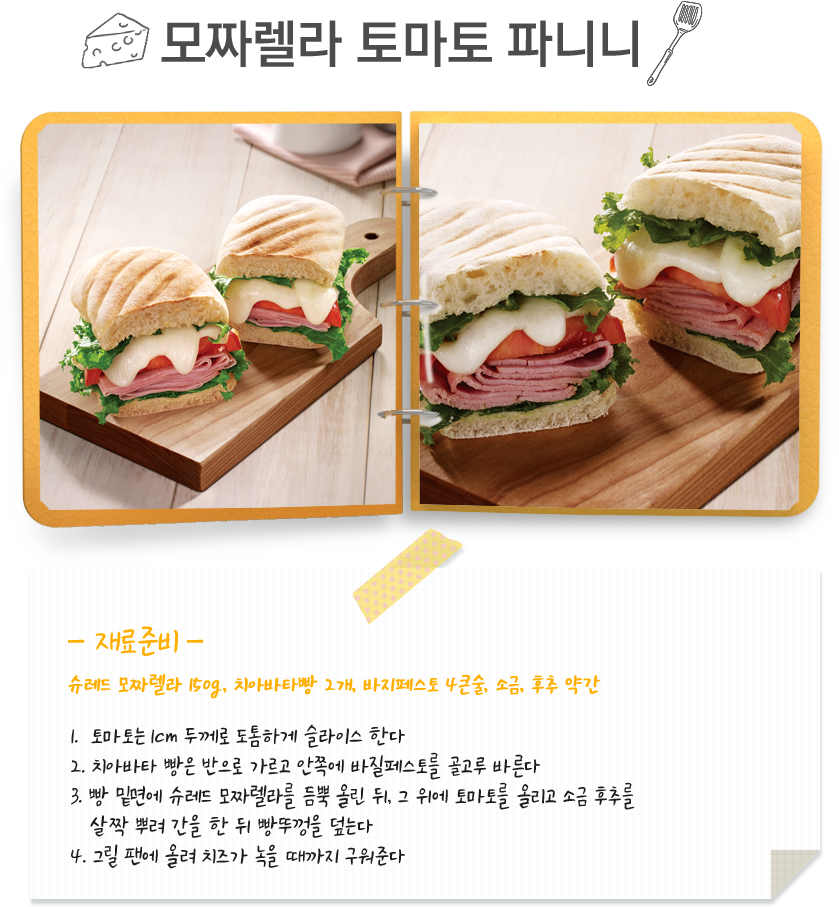 모짜렐라 토마토 파니니
- 재료준비 -
슈레드 모짜렐라 150g, 치아바타빵 2개, 바지페스토 4큰술, 소금, 후추 약간
1. 토마토는 1cm 두께로 도톰하게 슬라이스 한다
2. 치아바타 빵은 반으로 가르고 안쪽에 바질페스토를 골고루 바른다
3. 빵 밑면에 슈레드 모짜렐라를 듬뿍 올린 뒤, 그 위에 토마토를 올리고 소금 후추를
살짝 뿌려 간을 한 뒤 빵뚜껑을 덮는다
4. 그릴 팬에 올려 치즈가 녹을 때까지 구워준다